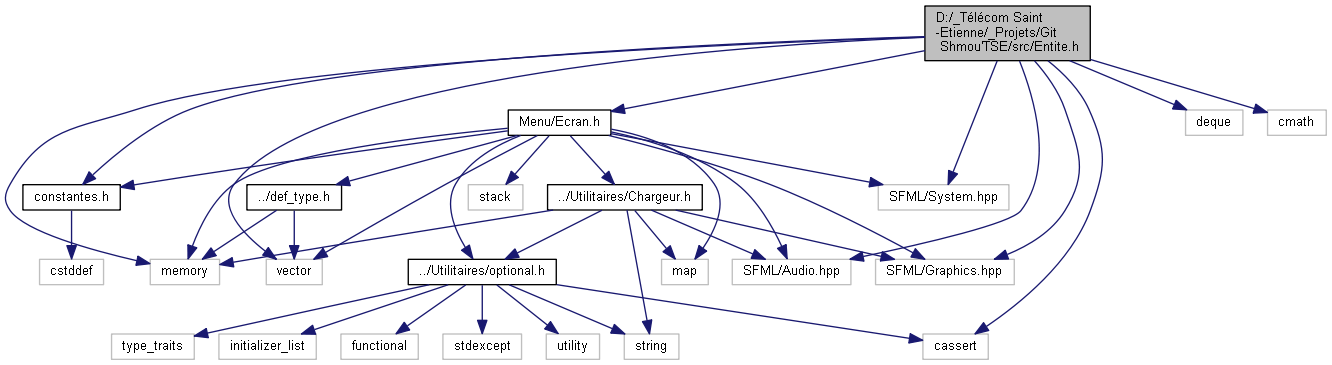 D:/_Télécom Saint
-Etienne/_Projets/Git
ShmouTSE/src/Entite.h
Menu/Ecran.h
deque
cmath
constantes.h
../def_type.h
stack
../Utilitaires/Chargeur.h
SFML/System.hpp
cstddef
memory
vector
../Utilitaires/optional.h
map
SFML/Audio.hpp
SFML/Graphics.hpp
type_traits
initializer_list
functional
stdexcept
utility
string
cassert